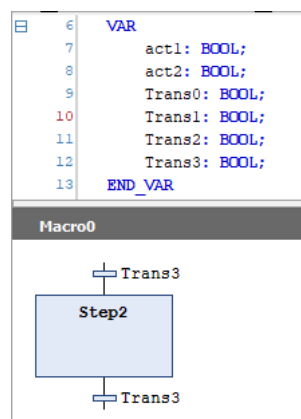 6 VAR
7 act1: BOOL;
8 act2: BOOL;
9 Trans0: BOOL;
10 Trans1: BOOL;
11 Trans2: BOOL;
12 Trans3: BOOL;
13 END_VAR
Macro0
Trans3
Step2
Trans3